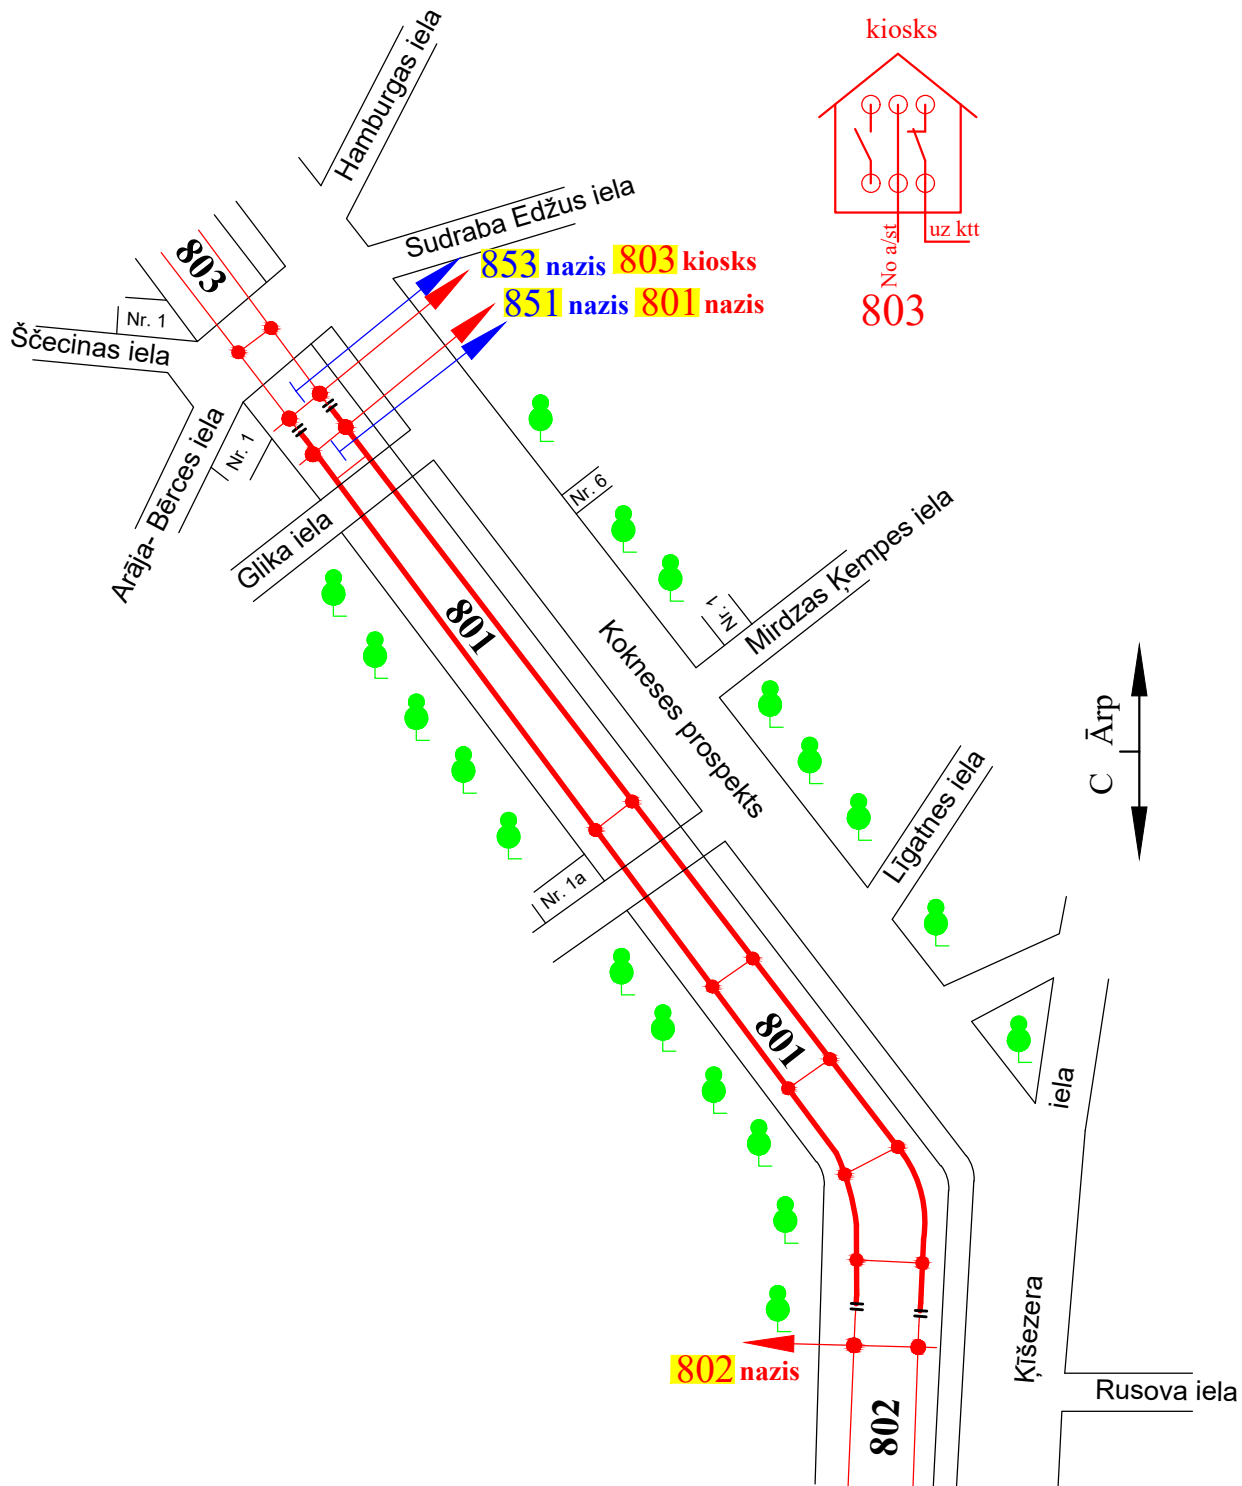 kiosks
Hamburgas iela
Sudraba Edžus iela
853 nazis 803 kiosks
851 nazis 801 nazis
No a/st
uz ktt
803
803
Nr. 1
Ščecinas iela
Arāja- Bērces iela
Nr. 1
Glika iela
Nr. 6
Nr. 1
Mirdzas Ķempes iela
801
Kokneses prospekts
C Ārp
Līgatnes iela
Nr. 1a
801
iela
Ķīšezera
802 nazis
Rusova iela
802